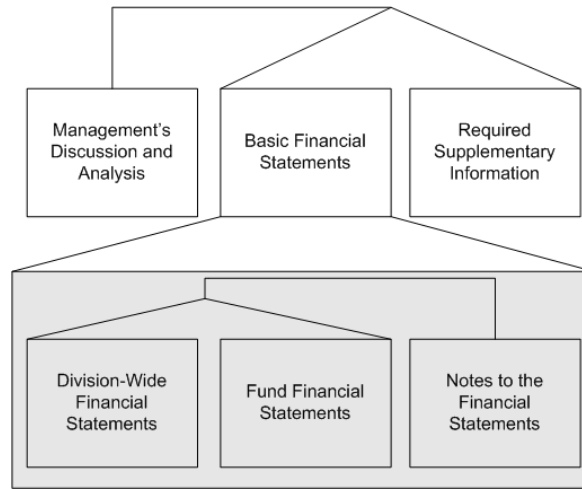 Management's
Discussion and
Analysis
Basic Financial
Statements
Required
Supplementary
Information
Division-Wide
Financial
Statements
Fund Financial
Statements
Notes to the
Financial
Statements